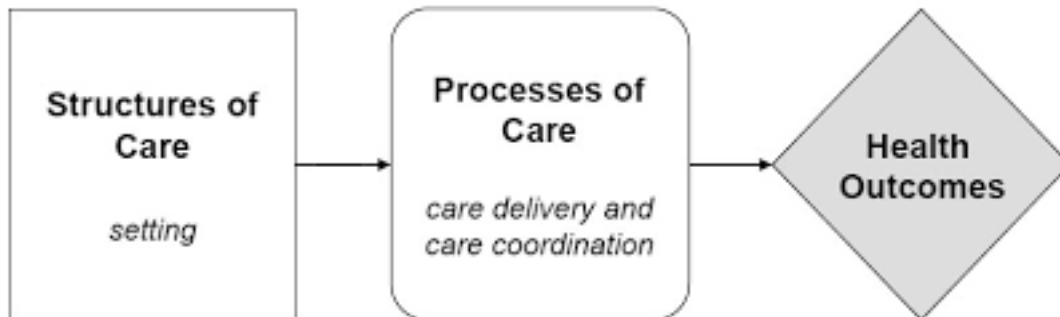 Structures of
Care
setting
Processes of
Care
care delivery and
care coordination
Health
Outcomes